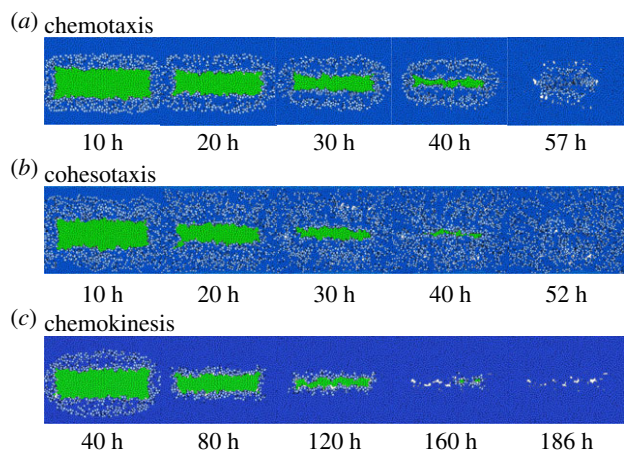 (a) chemotaxis
10 h 20 h 30 h 40 h 57 h
(b) cohesotaxis
10 h 20 h 30 h 40 h 52 h
(c) chemokinesis
40 h 80 h 120 h 160 h 186 h